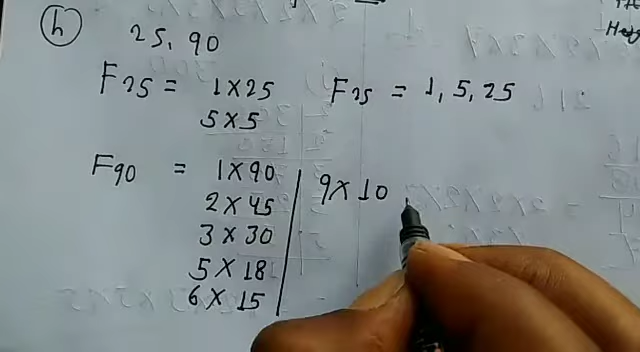 (h) 25, 90
F25 = 1 X 25
5 X 5
F25 = 1, 5, 25
F90 = 1 X 90
2 X 45
3 X 30
5 X 18
6 X 15
9 X 10